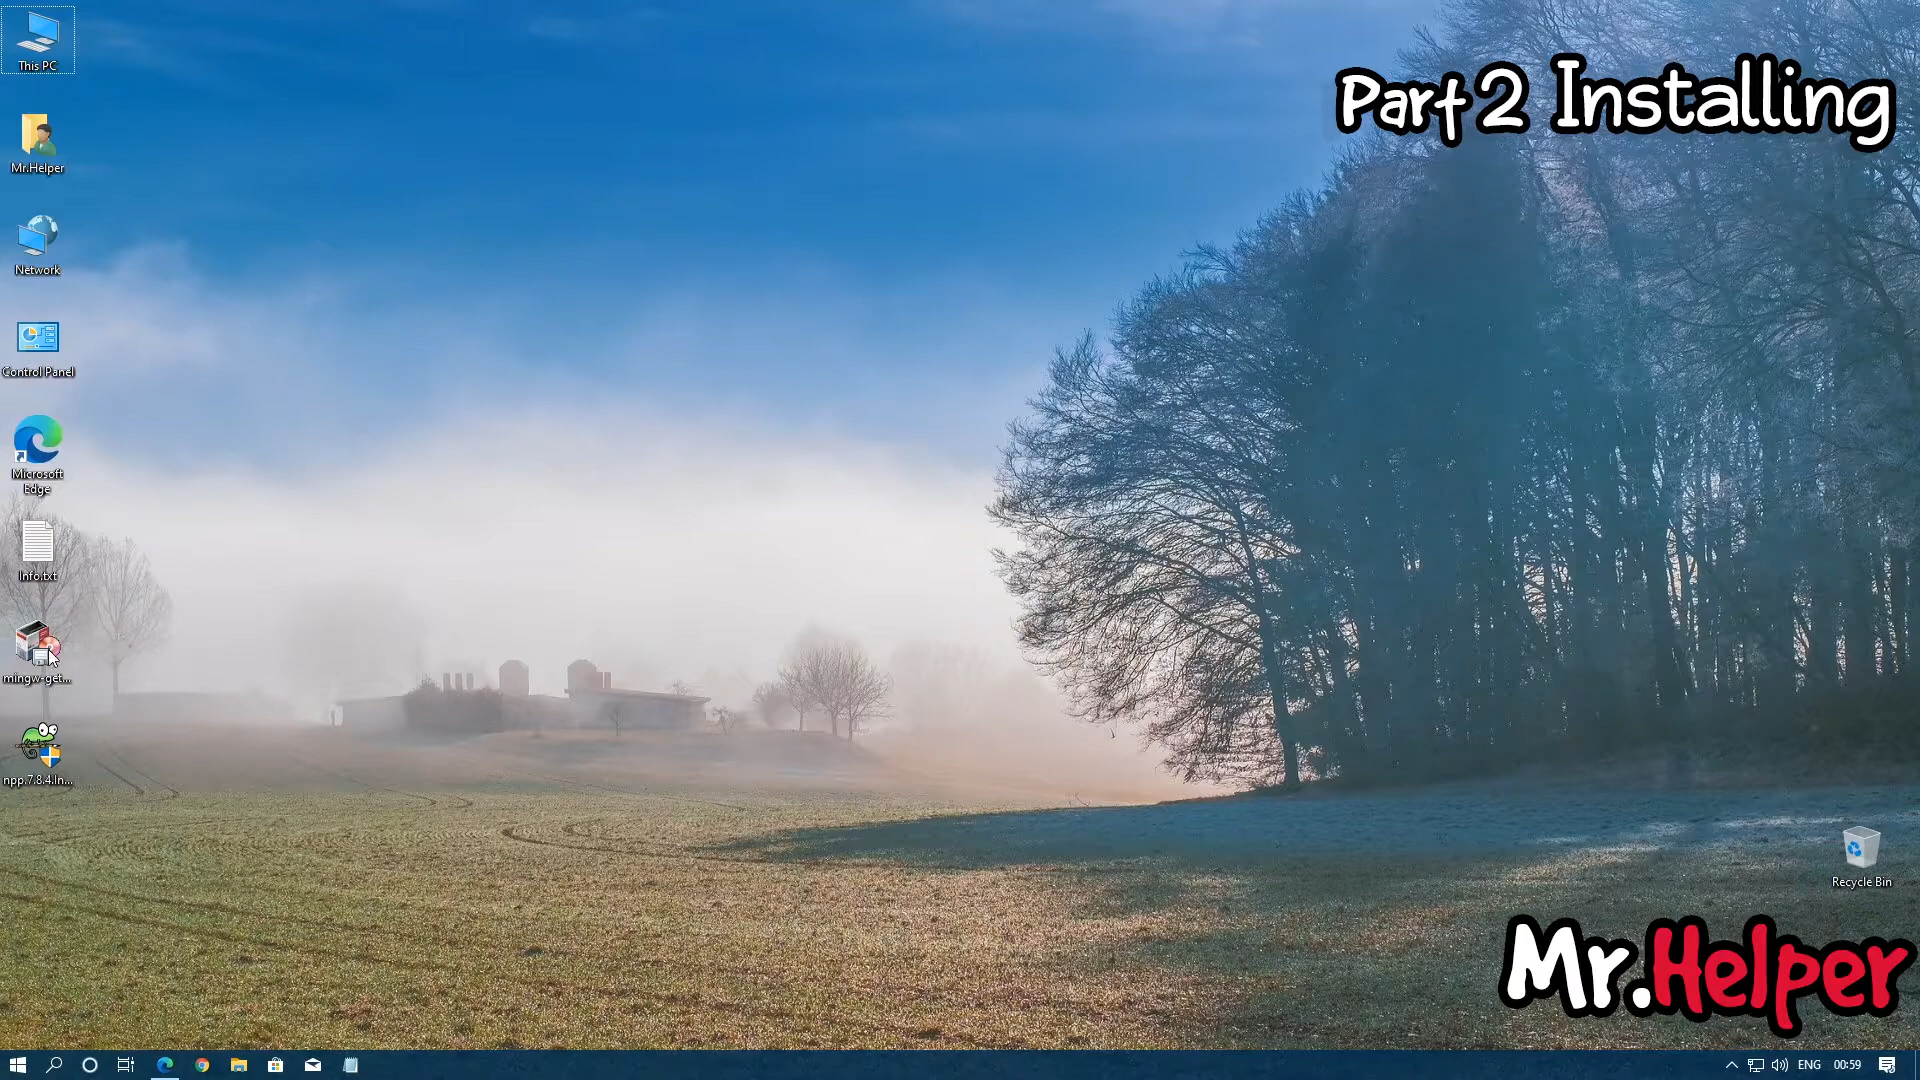 This PC
Part 2 Installing
Mr.Helper
Network
Control Panel
Microsoft
Edge
Info.txt
mingw-get...
npp.7.8.4.In...
Recycle Bin
Mr.Helper
ENG
00:59